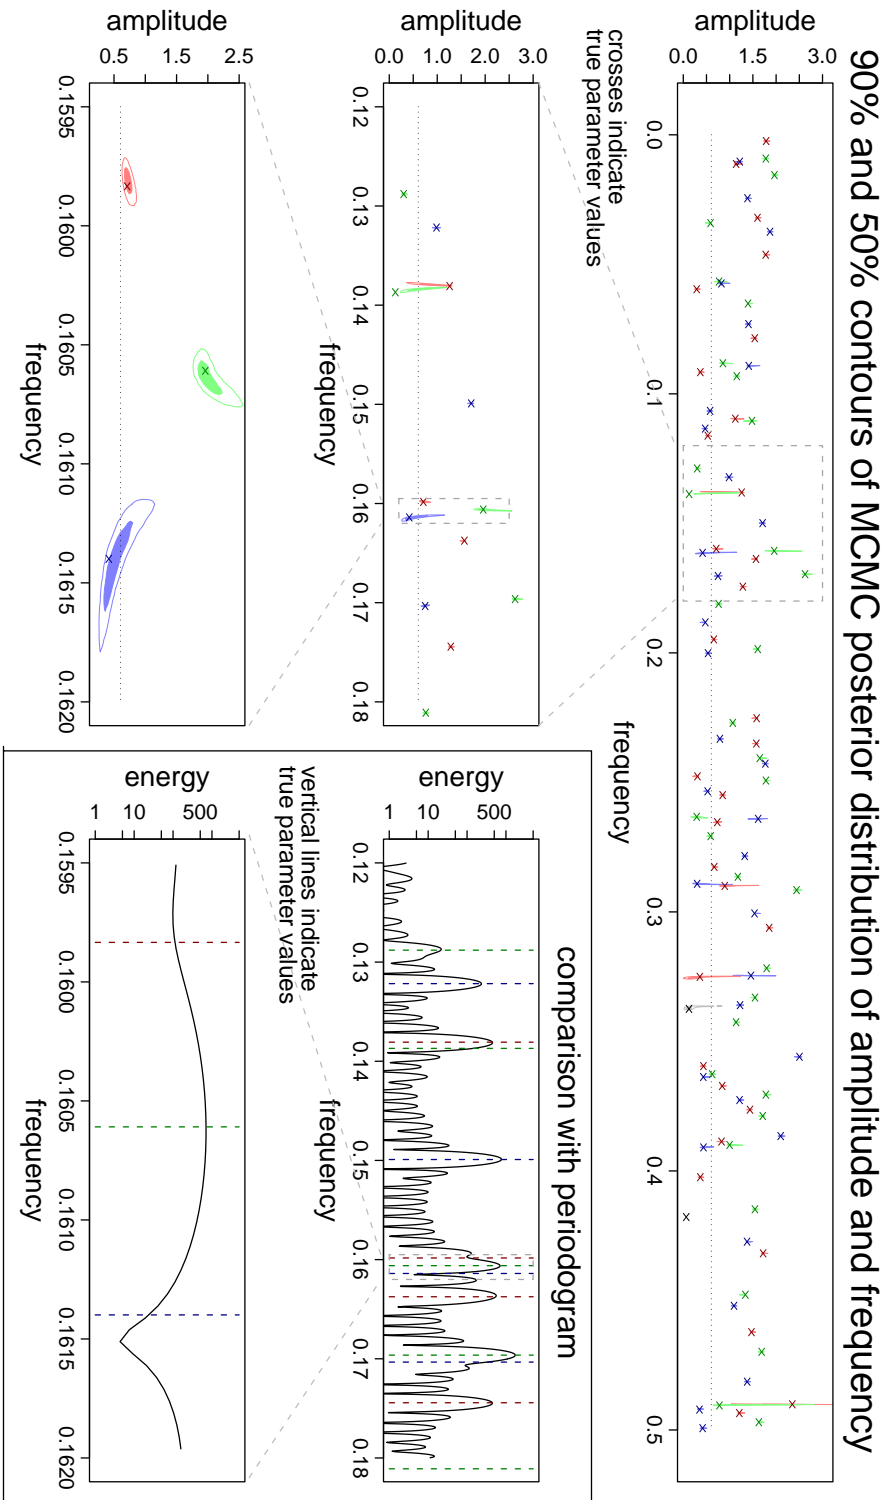 90% and 50% contours of MCMC posterior distribution of amplitude and frequency
amplitude
0.0 1.5 3.0
0.0 0.1 0.2 0.3 0.4 0.5
frequency
crosses indicate
true parameter values
amplitude
0.0 1.0 2.0 3.0
0.12 0.13 0.14 0.15 0.16 0.17 0.18
frequency
amplitude
0.5 1.5 2.5
0.1595 0.1600 0.1605 0.1610 0.1615 0.1620
frequency
comparison with periodogram
energy
1 10 500
0.12 0.13 0.14 0.15 0.16 0.17 0.18
frequency
vertical lines indicate
true parameter values
energy
1 10 500
0.1595 0.1600 0.1605 0.1610 0.1615 0.1620
frequency